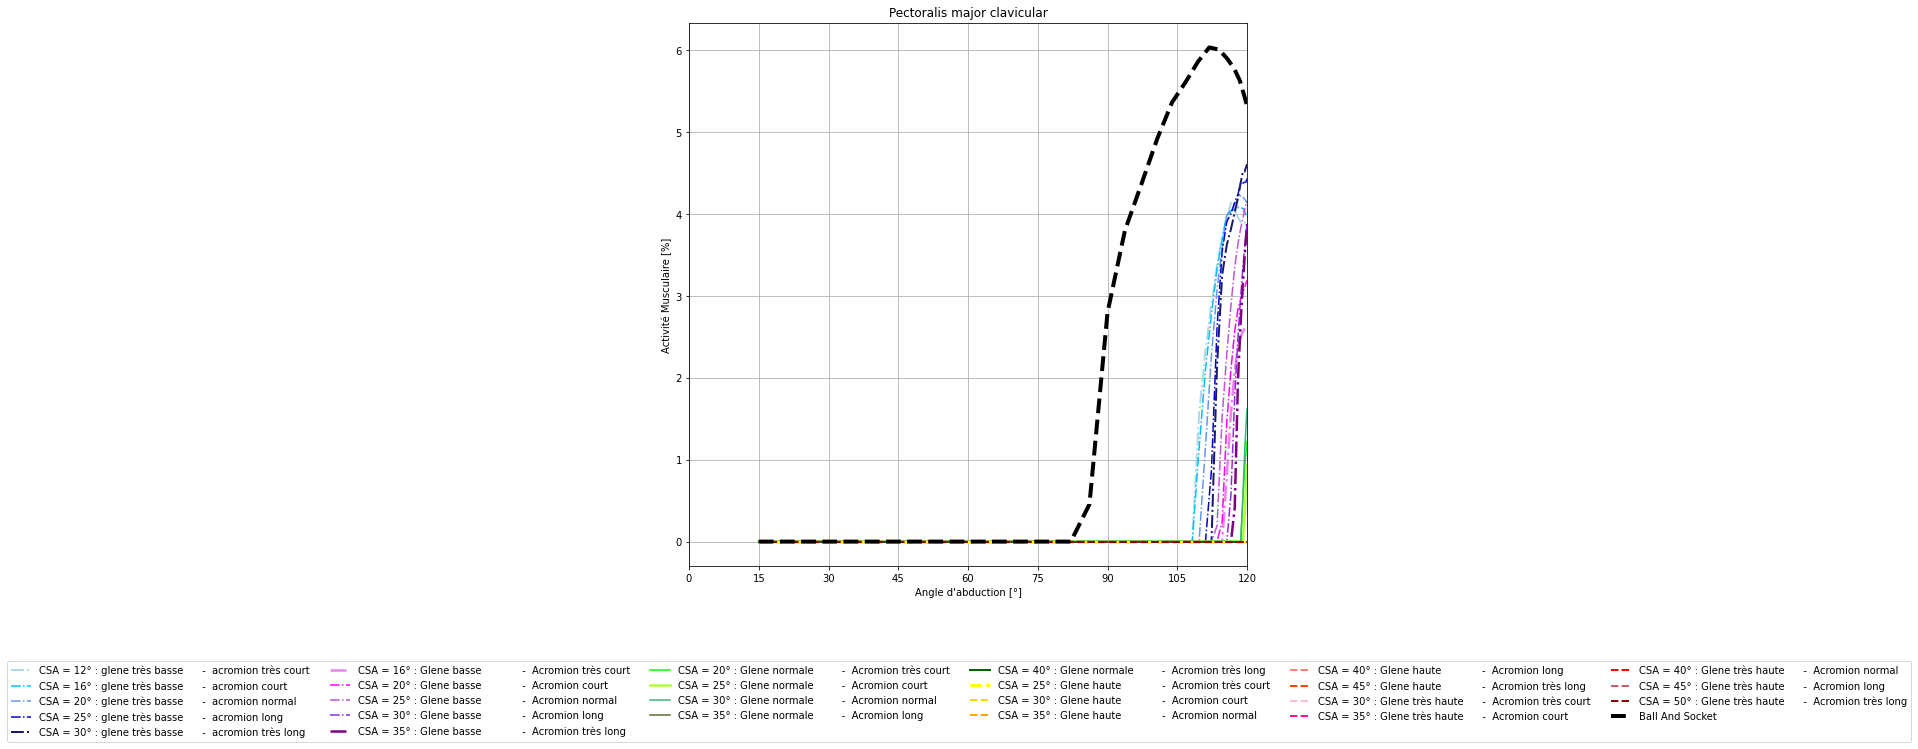 Pectoralis major clavicular
6
5
4
3
2
1
0
Activité Musculaire [%]
0 15 30 45 60 75 90 105 120
Angle d'abduction [°]
CSA = 12° : glene très basse - acromion très court
CSA = 16° : glene très basse - acromion court
CSA = 20° : glene très basse - acromion normal
CSA = 25° : glene très basse - acromion long
CSA = 30° : glene très basse - acromion très long
CSA = 16° : Glene basse - Acromion très court
CSA = 20° : Glene basse - Acromion court
CSA = 25° : Glene basse - Acromion normal
CSA = 30° : Glene basse - Acromion long
CSA = 35° : Glene basse - Acromion très long
CSA = 20° : Glene normale - Acromion très court
CSA = 25° : Glene normale - Acromion court
CSA = 30° : Glene normale - Acromion normal
CSA = 35° : Glene normale - Acromion long
CSA = 40° : Glene normale - Acromion très long
CSA = 25° : Glene haute - Acromion très court
CSA = 30° : Glene haute - Acromion court
CSA = 35° : Glene haute - Acromion normal
CSA = 40° : Glene haute - Acromion long
CSA = 45° : Glene haute - Acromion très long
CSA = 30° : Glene très haute - Acromion très court
CSA = 35° : Glene très haute - Acromion court
CSA = 40° : Glene très haute - Acromion normal
CSA = 45° : Glene très haute - Acromion long
CSA = 50° : Glene très haute - Acromion très long
Ball And Socket